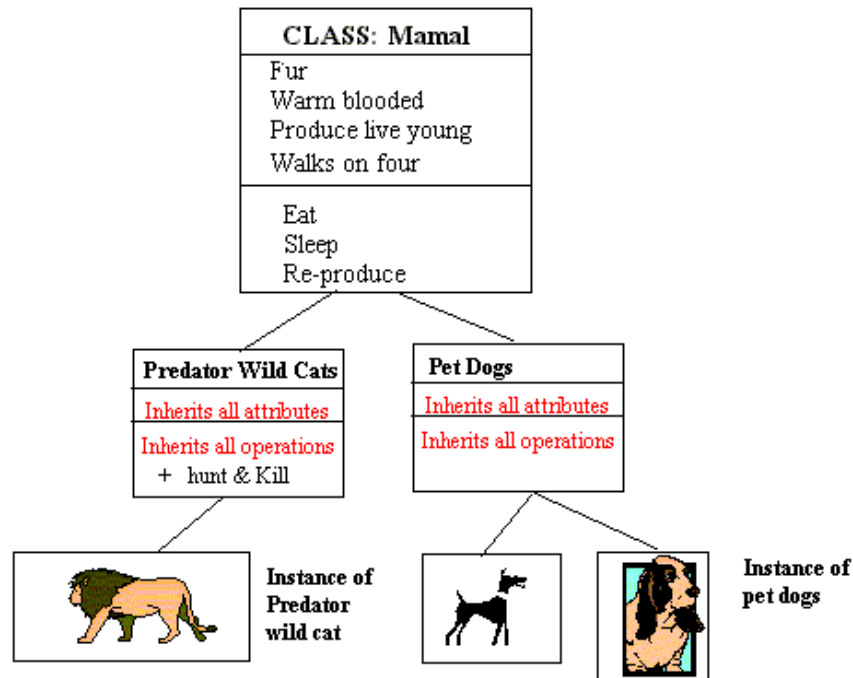 CLASS: Mamal
Fur
Warm blooded
Produce live young
Walks on four
Eat
Sleep
Re-produce
Predator Wild Cats
Inherits all attributes
Inherits all operations
+ hunt & Kill
Pet Dogs
Inherits all attributes
Inherits all operations
Instance of
Predator
wild cat
Instance of
pet dogs